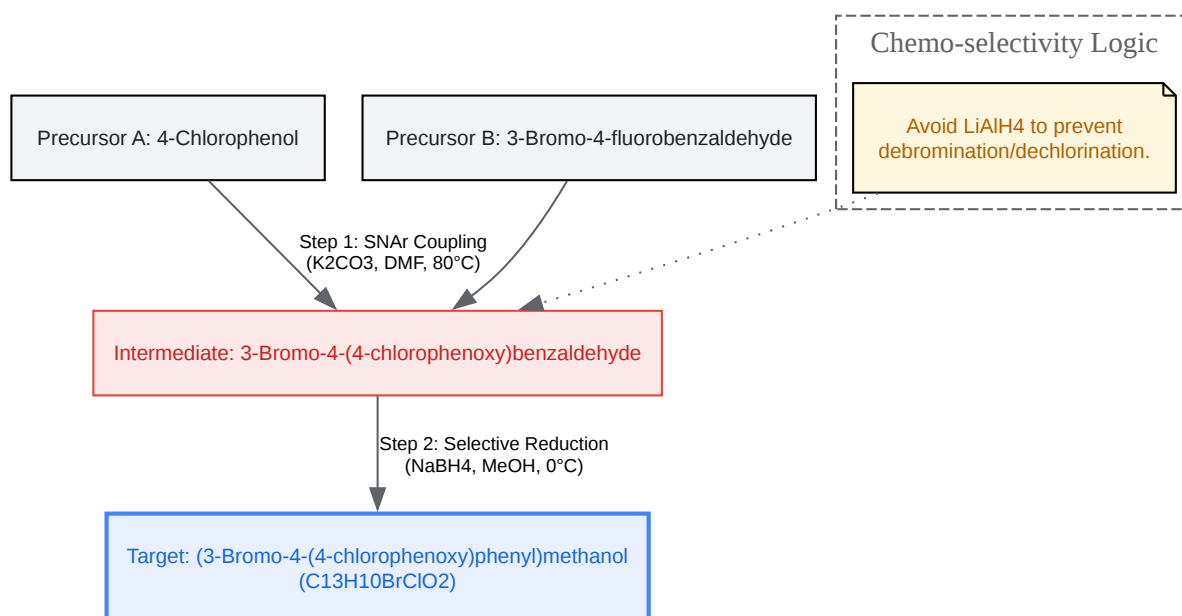 Chemo-selectivity Logic
Avoid LiAlH4 to prevent
debromination/dechlorination.
Precursor A: 4-Chlorophenol
Precursor B: 3-Bromo-4-fluorobenzaldehyde
Step 1: SNAr Coupling
(K2CO3, DMF, 80°C)
Intermediate: 3-Bromo-4-(4-chlorophenoxy)benzaldehyde
Step 2: Selective Reduction
(NaBH4, MeOH, 0°C)
Target: (3-Bromo-4-(4-chlorophenoxy)phenyl)methanol
(C13H10BrClO2)